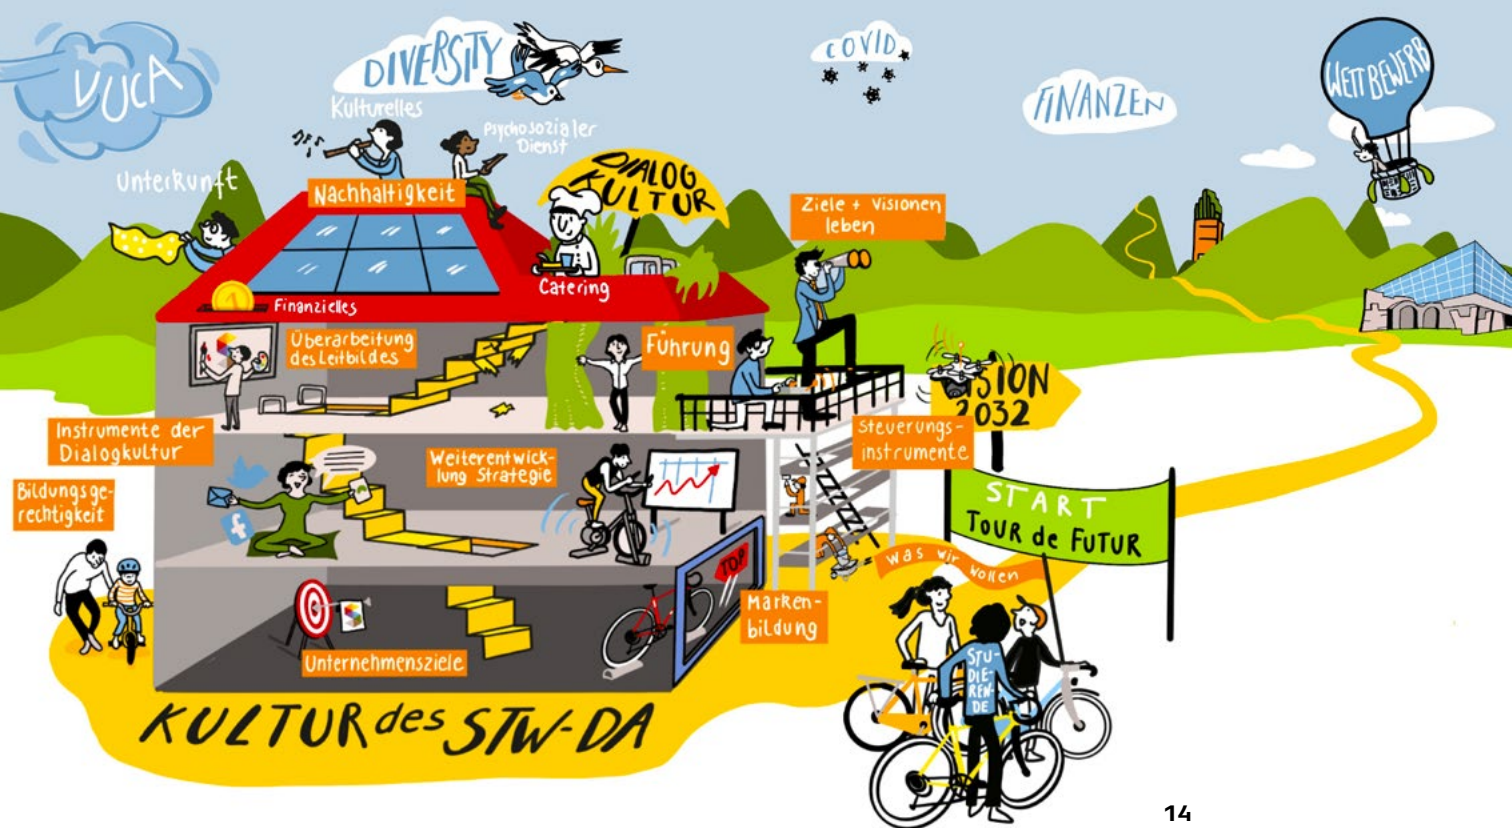 VUCA
DIVERSITY
COVID
FINANZEN
WETTBEWERB
Kulturelles
Psychosozialer
Dienst
Unterkunft
Nachhaltigkeit
DIALOG
KULTUR
Ziele + Visionen
leben
Catering
1
Finanzielles
Überarbeitung
des Leitbildes
Führung
SION
2032
Instrumente der
Dialogkultur
Steuerungs-
instrumente
Weiterentwick-
lung Strategie
Bildungsge-
rechtigkeit
f
START
TOUR de FUTUR
TOP
Was wir wollen
Marken-
bildung
Unternehmensziele
STU-
DIE-
REN-
DE
KULTUR des STW-DA
14